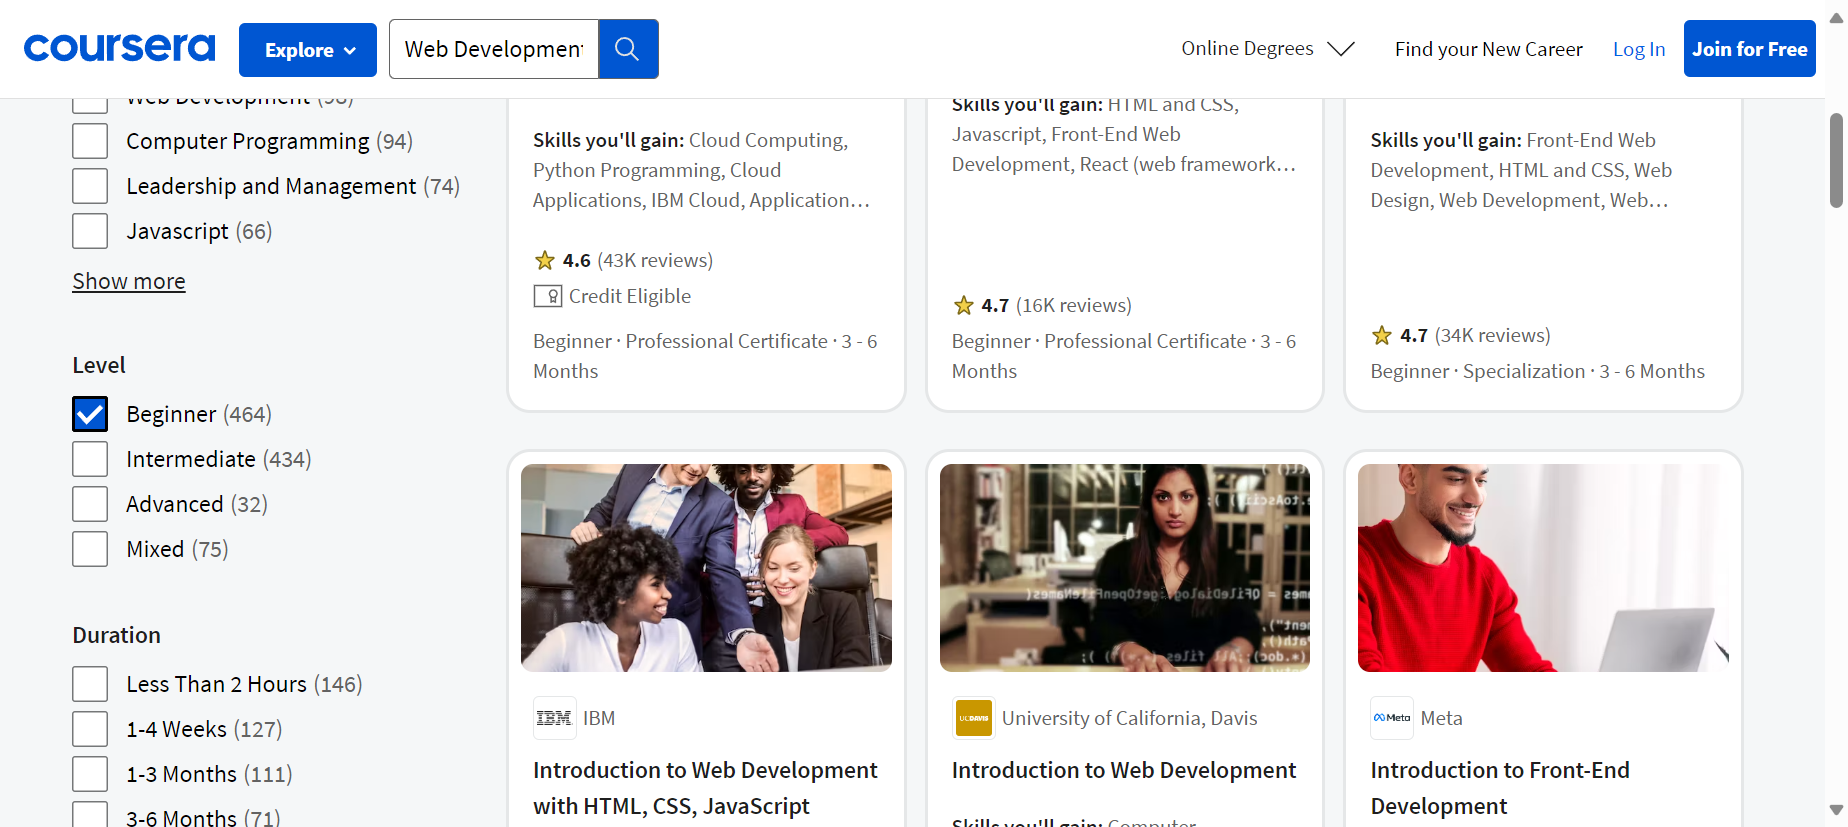 coursera
Explore
Web Development
Online Degrees
Find your New Career
Log In
Join for Free
Web Development (98)
Computer Programming (94)
Leadership and Management (74)
Javascript (66)
Show more
Level
Beginner (464)
Intermediate (434)
Advanced (32)
Mixed (75)
Duration
Less Than 2 Hours (146)
1-4 Weeks (127)
1-3 Months (111)
3-6 Months (71)
Skills you'll gain: Cloud Computing,
Python Programming, Cloud
Applications, IBM Cloud, Application...
4.6 (43K reviews)
Credit Eligible
Beginner · Professional Certificate · 3 - 6
Months
Skills you'll gain: HTML and CSS,
Javascript, Front-End Web
Development, React (web framework...
4.7 (16K reviews)
Beginner · Professional Certificate · 3 - 6
Months
Skills you'll gain: Front-End Web
Development, HTML and CSS, Web
Design, Web Development, Web...
4.7 (34K reviews)
Beginner · Specialization · 3 - 6 Months
IBM
IBM
Introduction to Web Development
with HTML, CSS, JavaScript
UCDAVIS
University of California, Davis
Introduction to Web Development
Skills you'll gain: Computer
Meta
Meta
Introduction to Front-End
Development